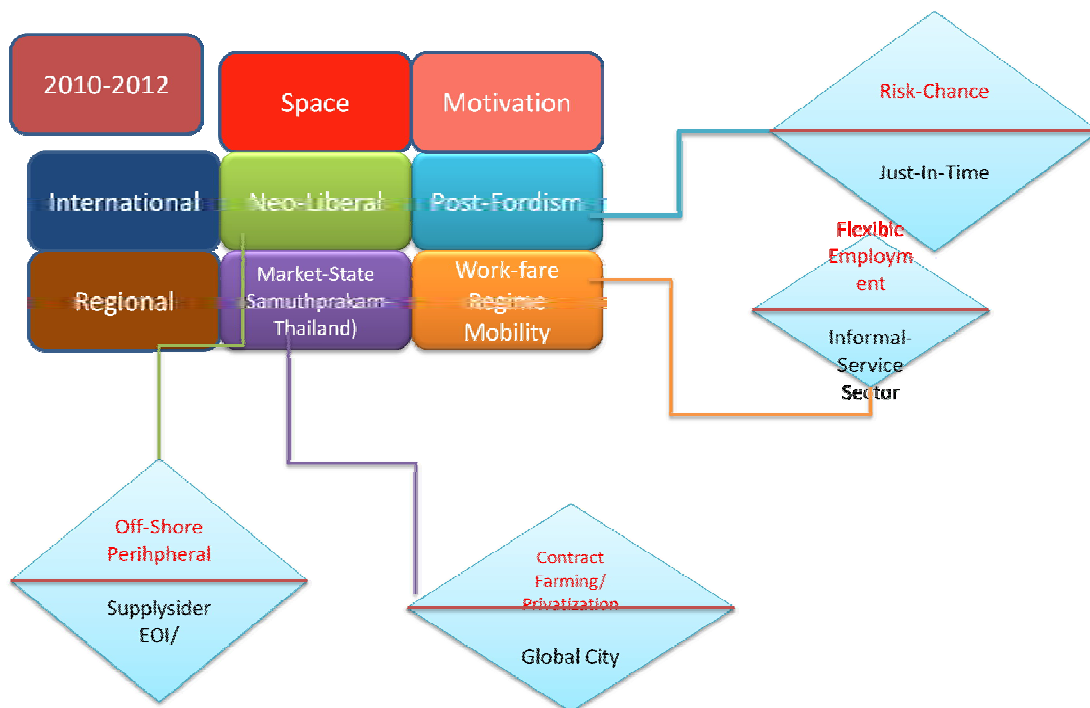 2010-2012
Space
Motivation
International
Neo-Liberal
Post-Fordism
Regional
Market-State
Samuthprakarn-
Thailand)
Work-fare
Regime
Mobility
Risk-Chance
Just-In-Time
Flexible
Employm
ent
Informal-
Service
Sector
Off-Shore
Perihpheral
Supplysider
EOI/
Contract
Farming/
Privatization
Global City